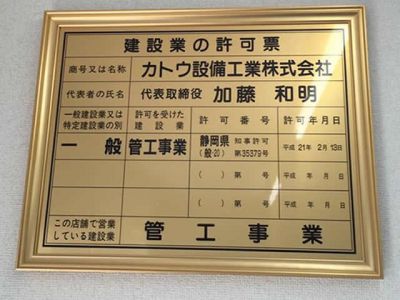 建設業の許可票
商号又は名称 カトウ設備工業株式会社
代表者の氏名 代表取締役 加藤 和明
一般建設業又は
特定建設業の別
許可を受けた
建設業
許可番号 許可年月日
一般 管工事業 静岡県 知事許可
(般-20) 第35379号
平成21年2月13日
( ) 第 号 平成 年 月 日
( ) 第 号 平成 年 月 日
この店舗で営業
している建設業
管工事業